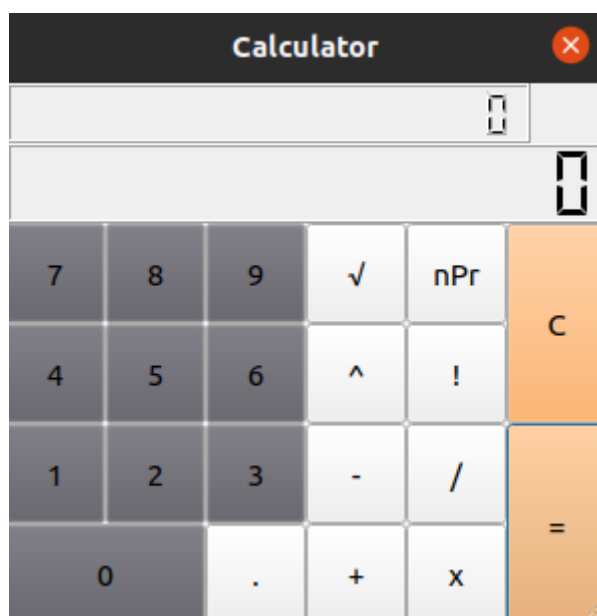 Calculator
0
0
7 8 9 √ nPr
C
4 5 6 ^ !
1 2 3 - /
=
0 . + x